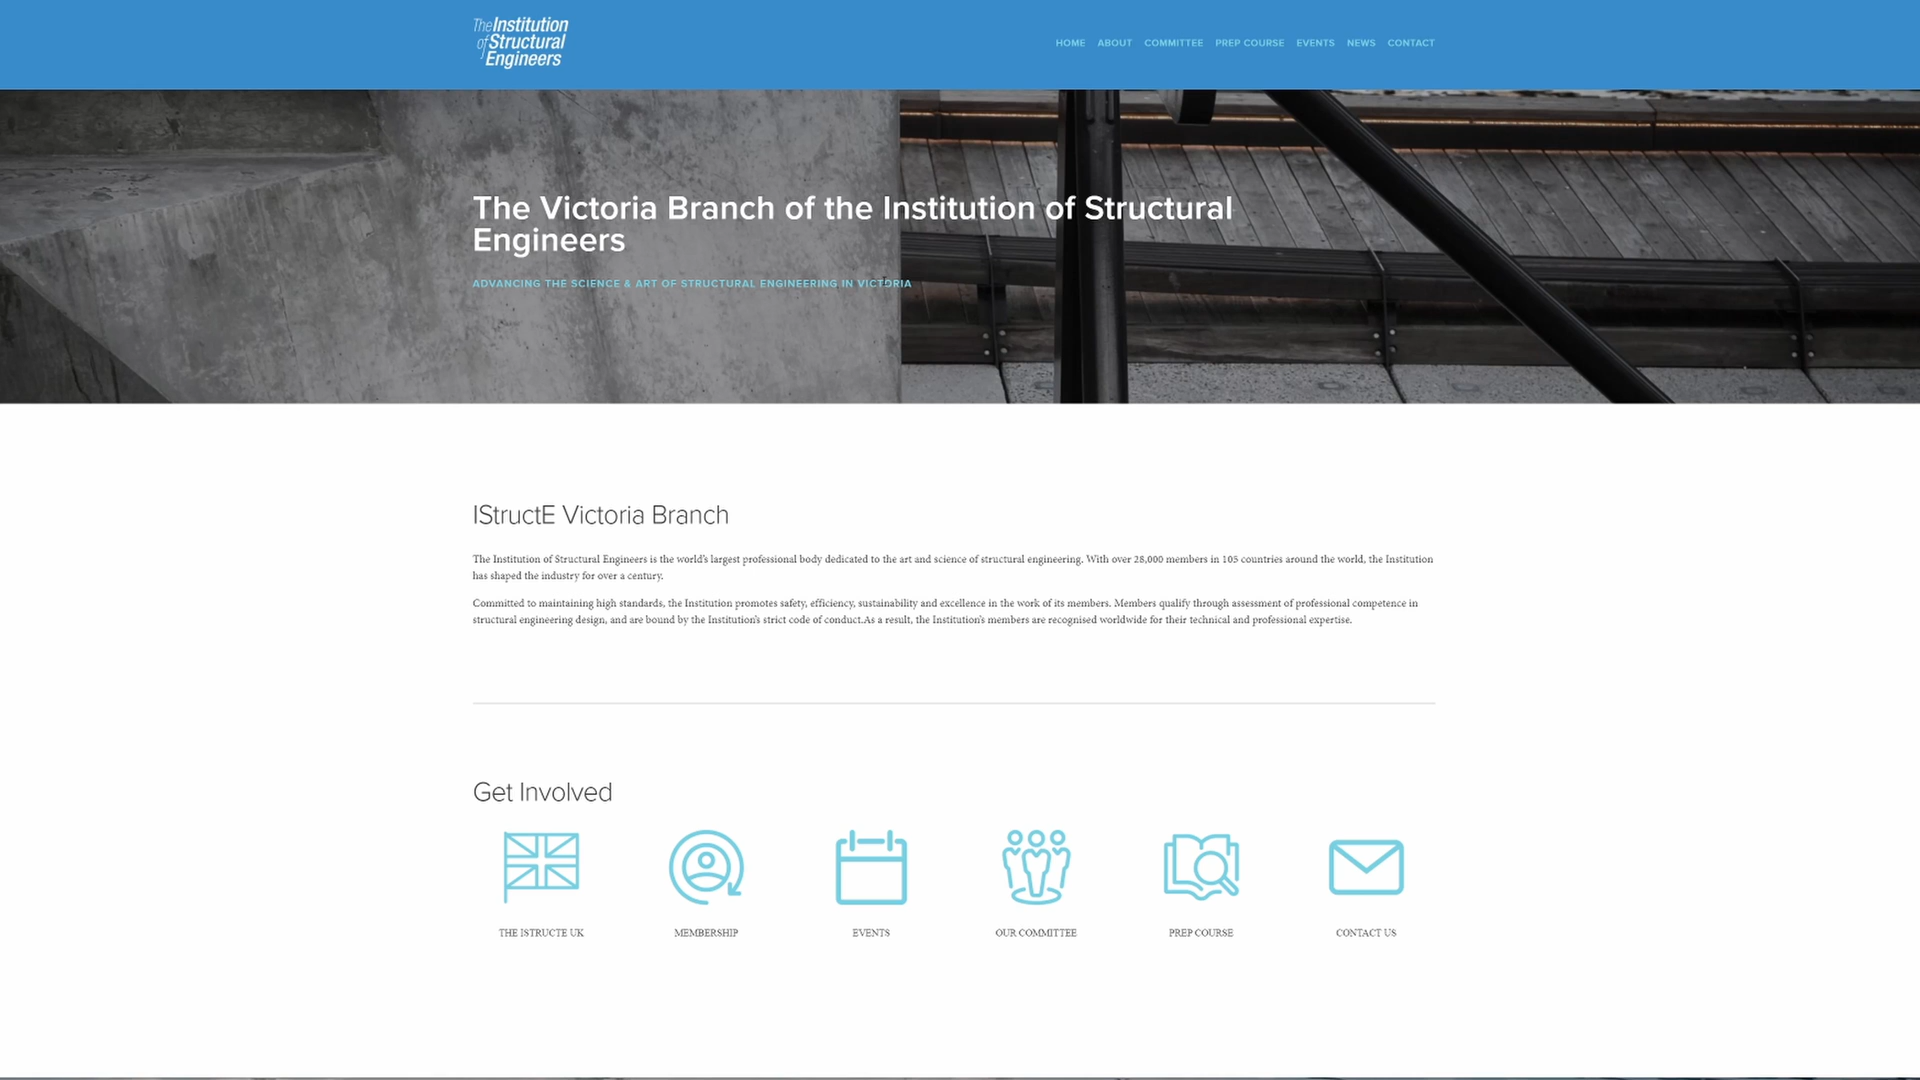 The Institution
of Structural
Engineers
HOME ABOUT COMMITTEE PREP COURSE EVENTS NEWS CONTACT
The Victoria Branch of the Institution of Structural
Engineers
ADVANCING THE SCIENCE & ART OF STRUCTURAL ENGINEERING IN VICTORIA
IStructE Victoria Branch
The Institution of Structural Engineers is the world's largest professional body dedicated to the art and science of structural engineering. With over 28,000 members in 105 countries around the world, the Institution
has shaped the industry for over a century.
Committed to maintaining high standards, the Institution promotes safety, efficiency, sustainability and excellence in the work of its members. Members qualify through assessment of professional competence in
structural engineering design, and are bound by the Institution's strict code of conduct.As a result, the Institution's members are recognised worldwide for their technical and professional expertise.
Get Involved
THE ISTRUCTE UK MEMBERSHIP EVENTS OUR COMMITTEE PREP COURSE CONTACT US